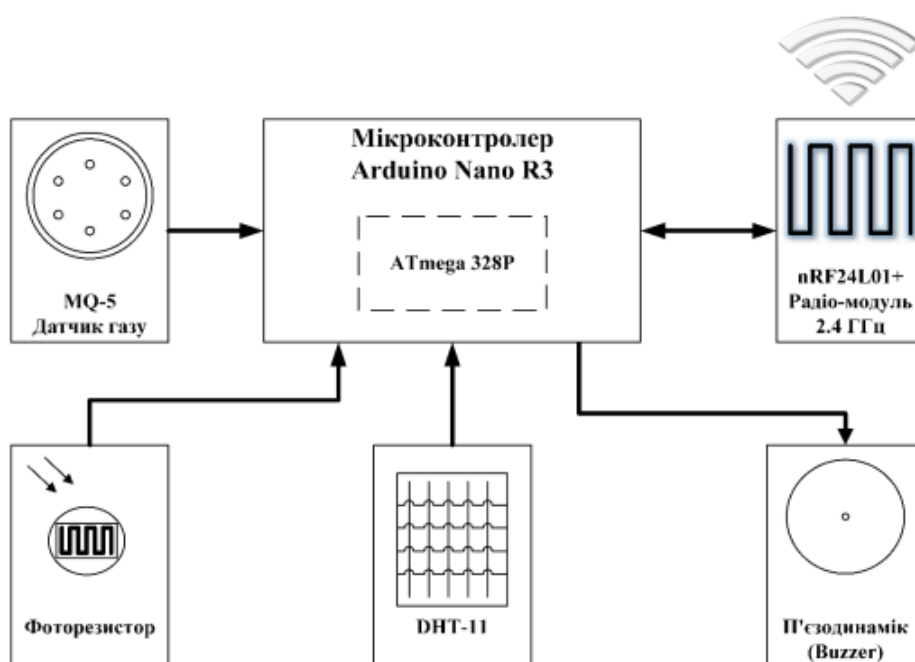 Мікроконтролер
Arduino Nano R3
ATmega 328P
MQ-5
Датчик газу
nRF24L01+
Радіо-модуль
2.4 ГГц
Фоторезистор
DHT-11
П'єзодинамік
(Buzzer)